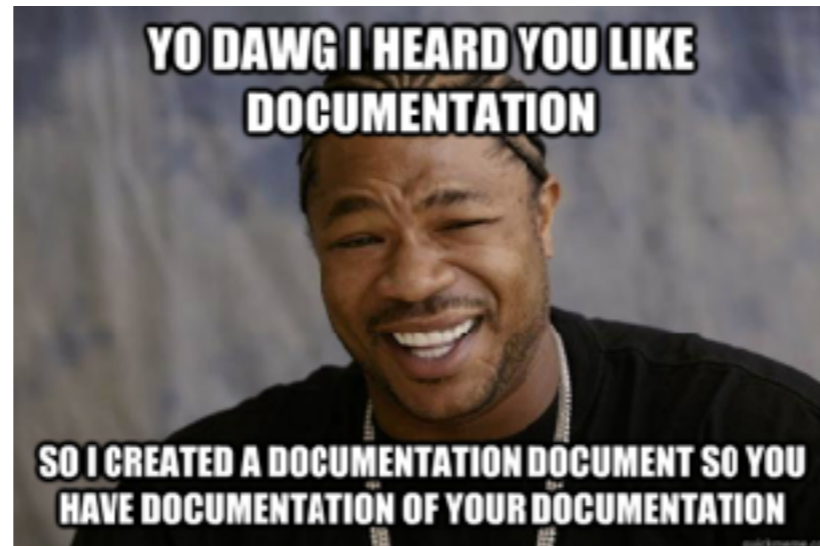 YO DAWG I HEARD YOU LIKE
DOCUMENTATION
SO I CREATED A DOCUMENTATION DOCUMENT SO YOU
HAVE DOCUMENTATION OF YOUR DOCUMENTATION